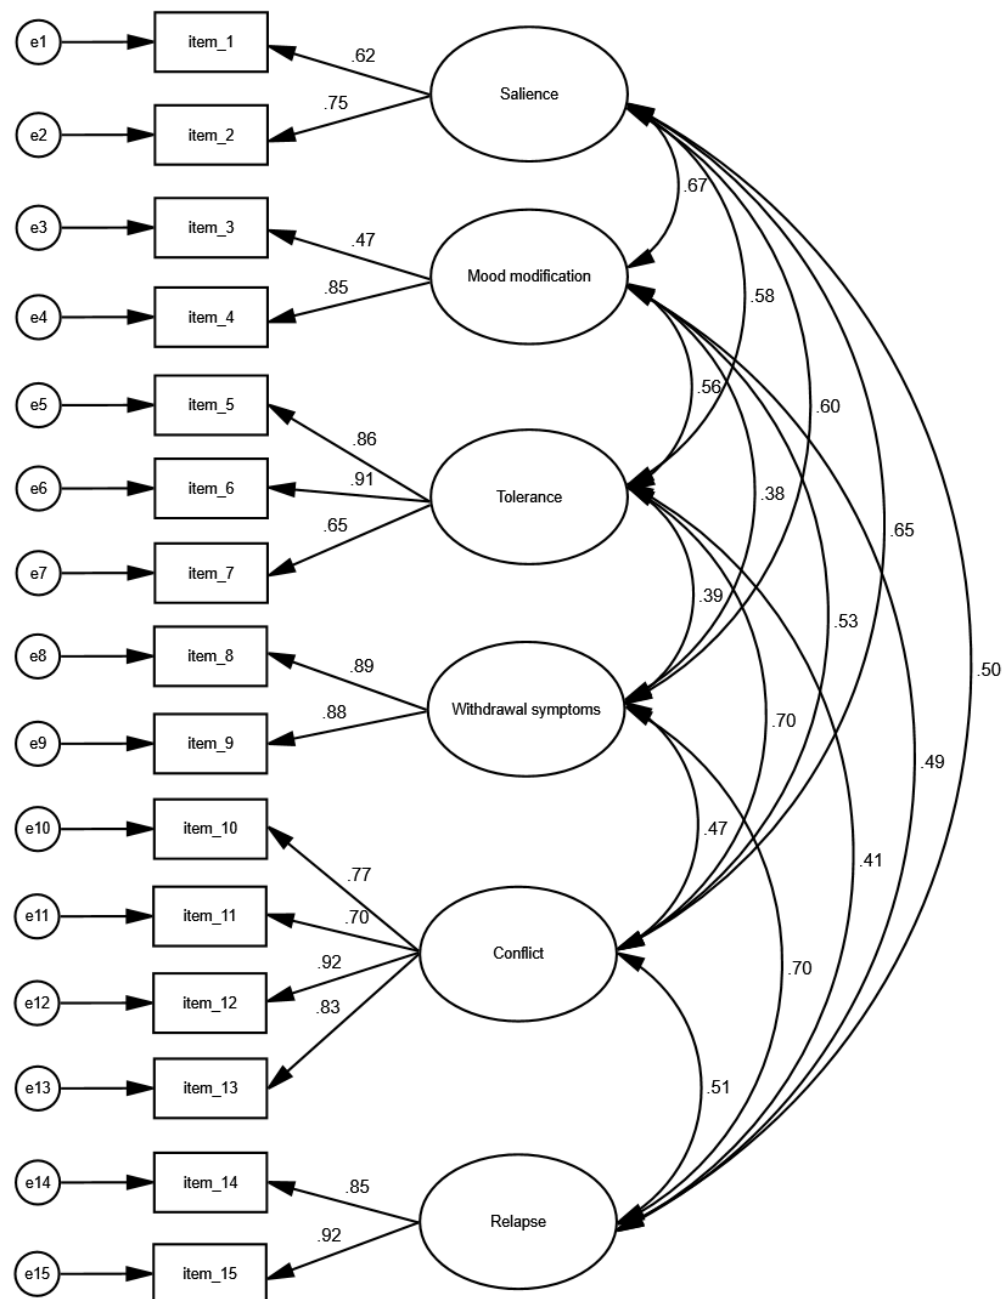 e1
item_1
.62
Salience
.75
e2
item_2
.67
e3
item_3
.47
Mood modification
.85
.58
e4
item_4
.56
.60
e5
item_5
.86
.91
e6
item_6
Tolerance
.38
.65
.65
e7
item_7
.39
.53
e8
item_8
.89
.50
.88
Withdrawal symptoms
.70
e9
item_9
.49
e10
item_10
.47
.77
.41
e11
item_11
.70
.92
Conflict
.70
e12
item_12
.83
e13
item_13
.51
e14
item_14
.85
Relapse
.92
e15
item_15